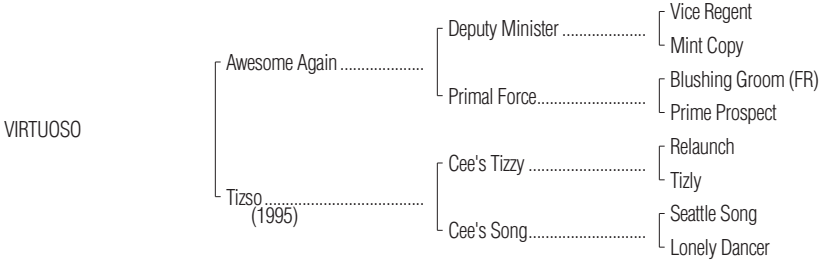 Vice Regent
Deputy Minister ....................
Mint Copy
Awesome Again ....................
Blushing Groom (FR)
Primal Force..........................
Prime Prospect
VIRTUOSO
Relaunch
Cee's Tizzy ...........................
Tizly
Tizso....................................
(1995)
Seattle Song
Cee's Song...........................
Lonely Dancer